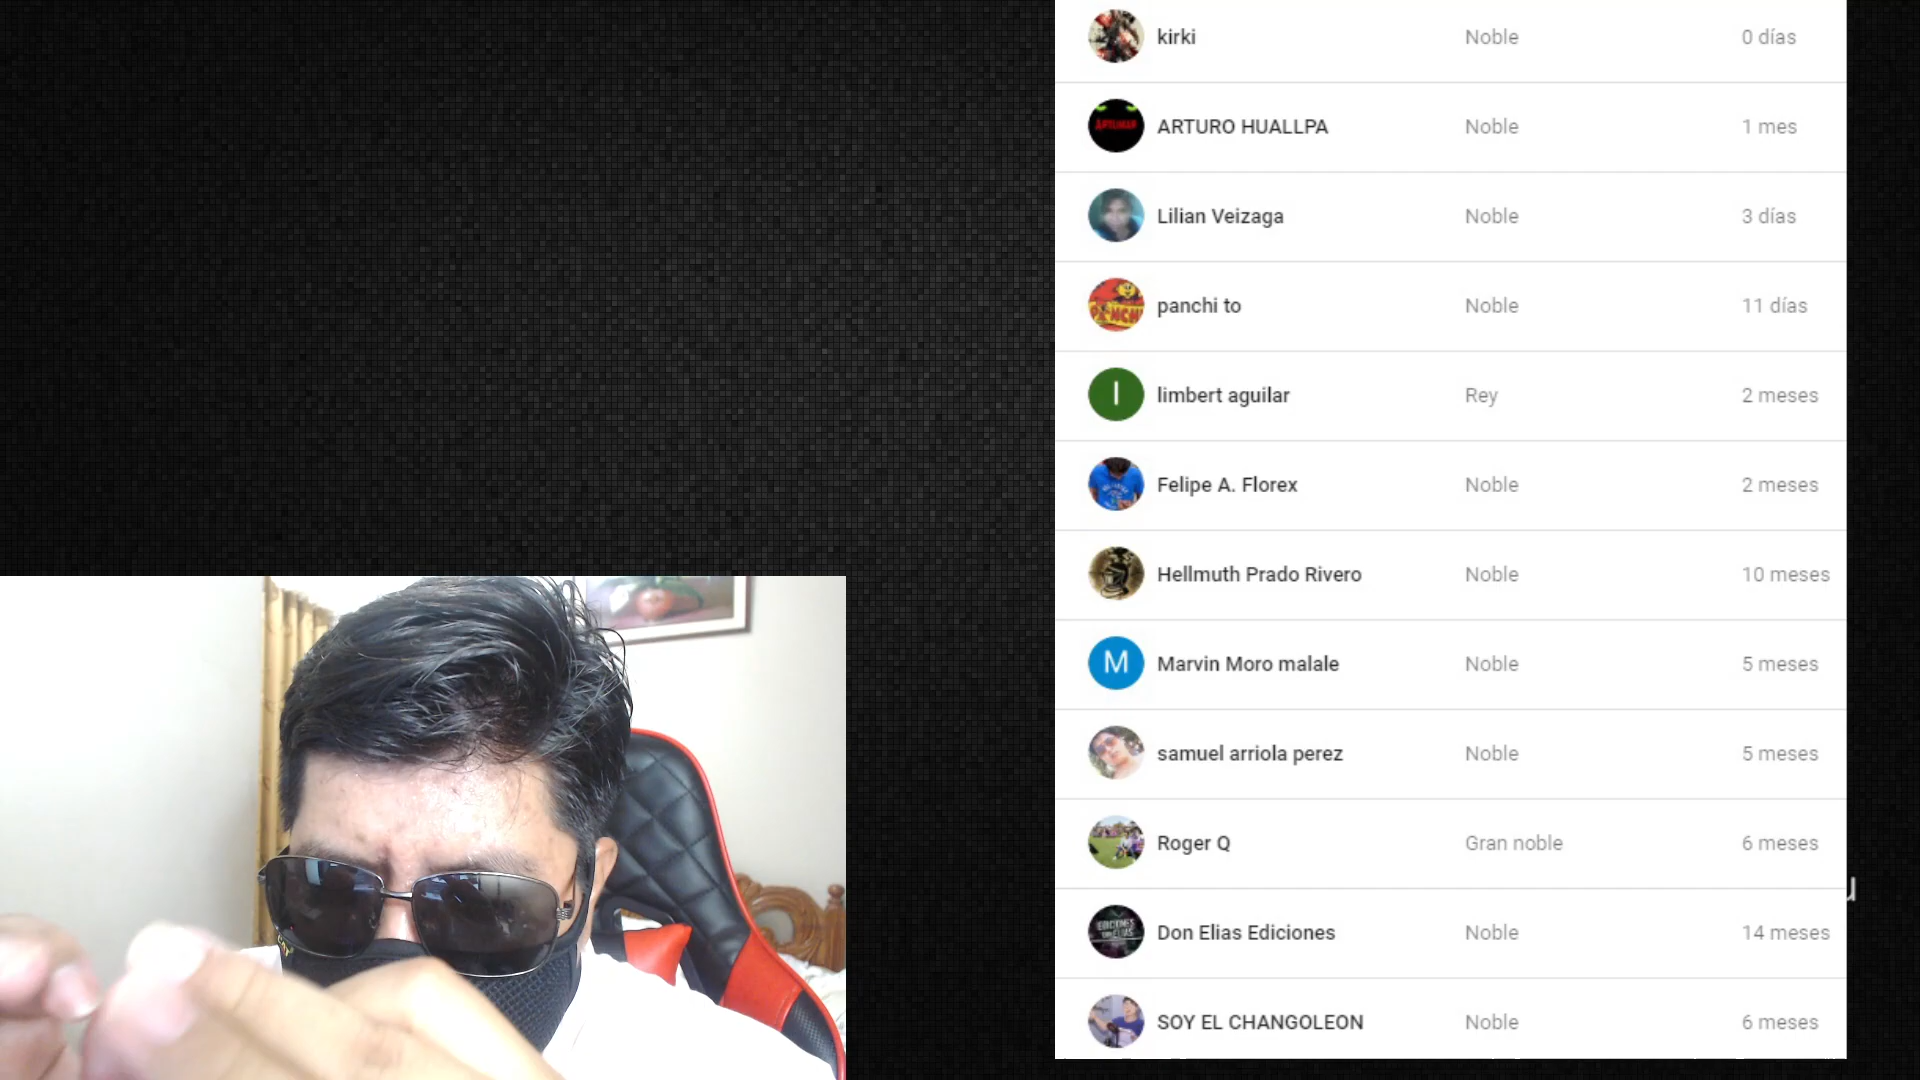 kirki Noble 0 días
ARTURO HUALLPA Noble 1 mes
Lilian Veizaga Noble 3 días
panchi to Noble 11 días
I limbert aguilar Rey 2 meses
Felipe A. Florex Noble 2 meses
Hellmuth Prado Rivero Noble 10 meses
M Marvin Moro malale Noble 5 meses
samuel arriola perez Noble 5 meses
Roger Q Gran noble 6 meses
Don Elias Ediciones Noble 14 meses
SOY EL CHANGOLEON Noble 6 meses